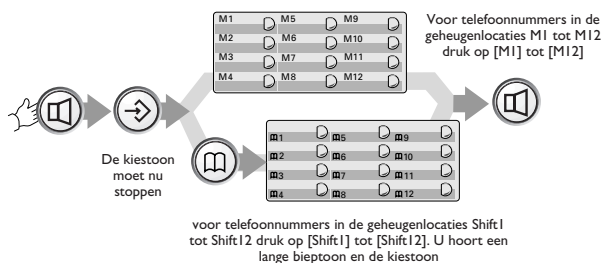 M1 M5 M9
M2 M6 M10
M3 M7 M11
M4 M8 M12
Voor telefoonnummers in de
geheugenlocaties M1 tot M12
druk op [M1] tot [M12]
De kiestoon
moet nu
stoppen
1 5 9
2 6 10
3 7 11
4 8 12
voor telefoonnummers in de geheugenlocaties Shift1
tot Shift12 druk op [Shift1] tot [Shift12]. U hoort een
lange bieptoon en de kiestoon